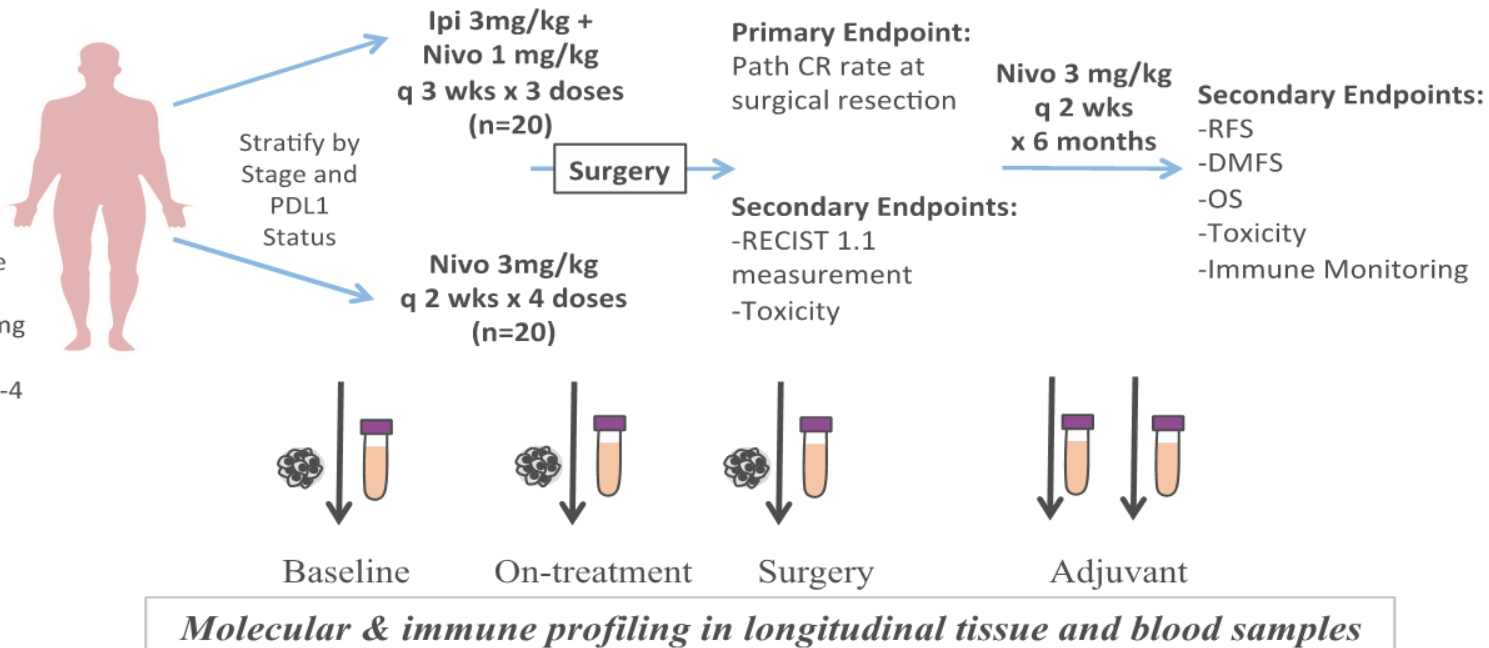 Ipi 3mg/kg +
Nivo 1 mg/kg
q 3 wks x 3 doses
(n=20)
Stratify by
Stage and
PDL1
Status
Nivo 3mg/kg
q 2 wks x 4 doses
(n=20)
Surgery
Primary Endpoint:
Path CR rate at
surgical resection
Secondary Endpoints:
-RECIST 1.1
measurement
-Toxicity
Nivo 3 mg/kg
q 2 wks
x 6 months
Secondary Endpoints:
-RFS
-DMFS
-OS
-Toxicity
-Immune Monitoring
-4
Baseline
On-treatment
Surgery
Adjuvant
Molecular & immune profiling in longitudinal tissue and blood samples